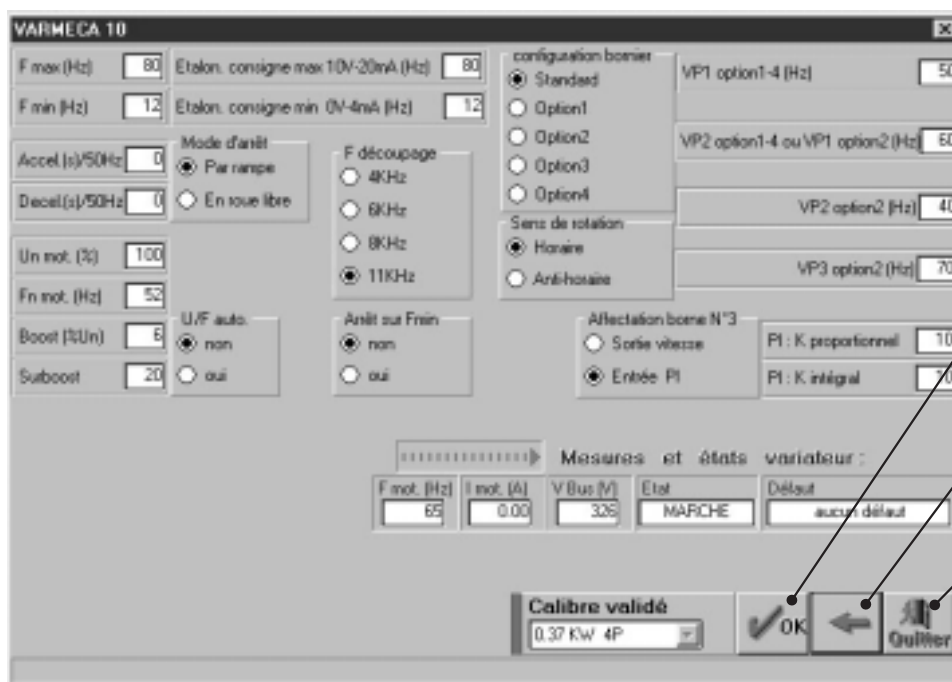 VARMECA 10
F max (Hz) 80
Etalon. consigne max 10V-20mA (Hz) 80
F min (Hz) 12
Etalon. consigne min 0V-4mA (Hz) 12
Accel.(s)/50Hz 0
Decel.(s)/50Hz 0
Mode d'arrêt
Par rampe
En roue libre
F découpage
4KHz
6KHz
8KHz
11KHz
configuration bornier
Standard
Option1
Option2
Option3
Option4
Sens de rotation
Horaire
Anti-horaire
VP1 option1-4 (Hz) 50
VP2 option1-4 ou VP1 option2 (Hz) 60
VP2 option2 (Hz) 40
VP3 option2 (Hz) 70
Un mot. (%) 100
Fn mot. (Hz) 52
Boost (%Un) 6
Surboost 20
U/F auto.
non
oui
Arrêt sur Fmin
non
oui
Affectation borne N°3
Sortie vitesse
Entrée PI
PI : K proportionnel 10
PI : K intégral 10
Mesures et états variateur :
F mot. (Hz) 65
I mot. (A) 0.00
V Bus (V) 326
Etat MARCHE
Défaut aucun défaut
Calibre validé
0.37 KW 4P
OK
Quitter